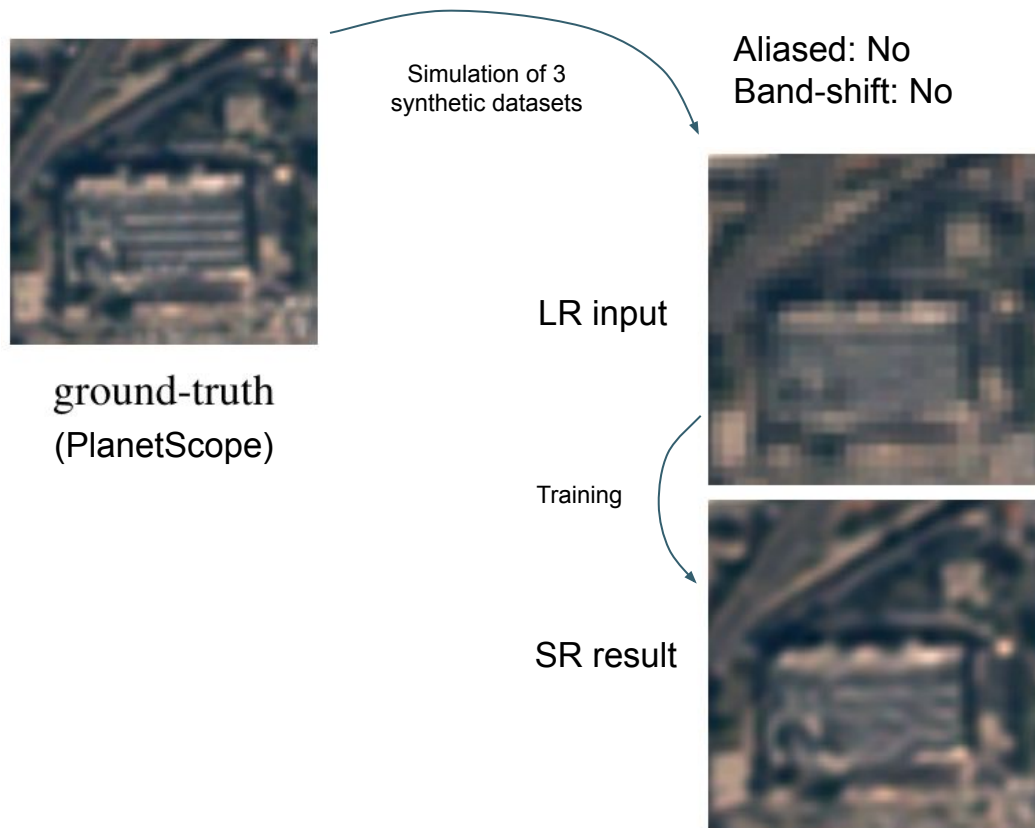 Simulation of 3
synthetic datasets
Aliased: No
Band-shift: No
LR input
ground-truth
(PlanetScope)
Training
SR result